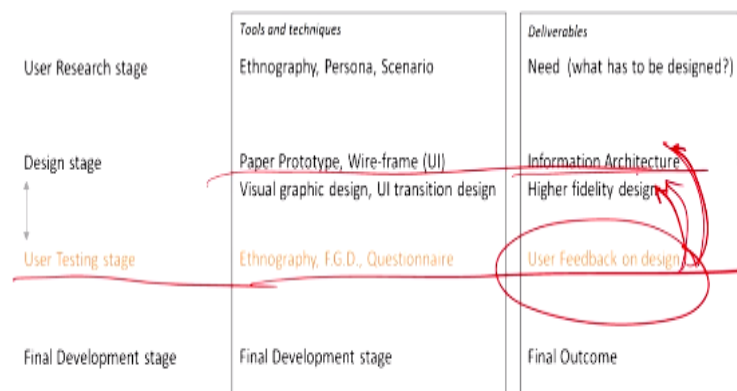 Tools and techniques
Deliverables
User Research stage
Ethnography, Persona, Scenario
Need (what has to be designed?)
Design stage
Paper Prototype, Wire-frame (UI)
Information Architecture
Visual graphic design, UI transition design
Higher fidelity design
User Testing stage
Ethnography, F.G.D., Questionnaire
User Feedback on design
Final Development stage
Final Development stage
Final Outcome